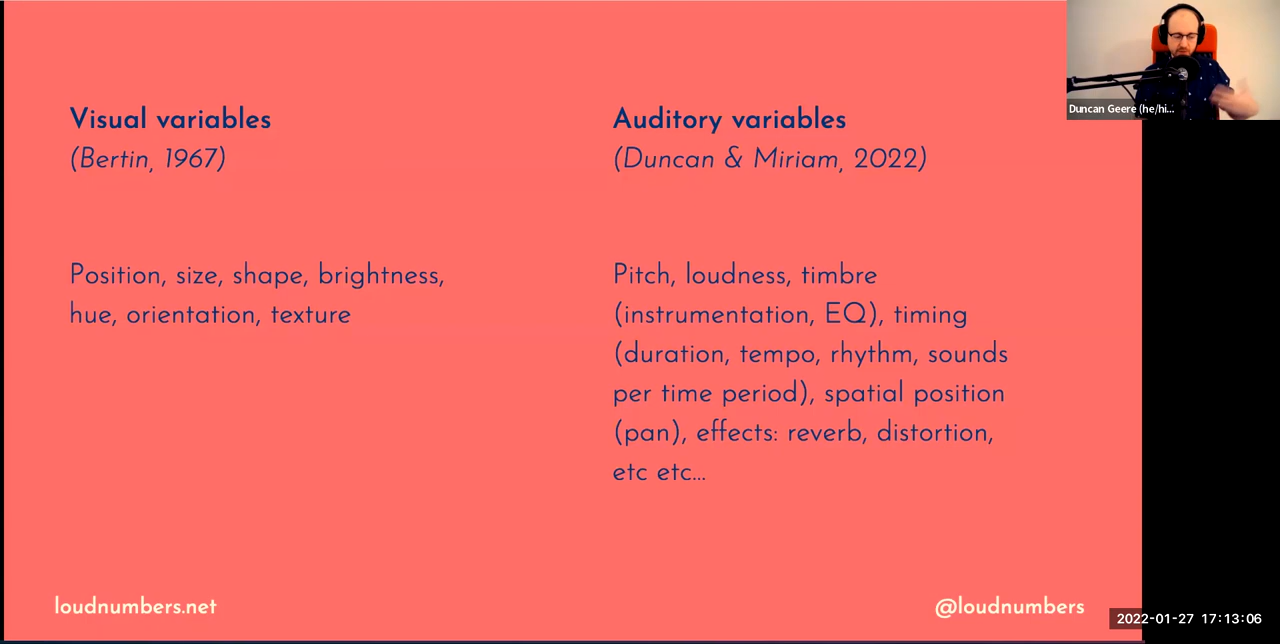 Visual variables
(Bertin, 1967)
Position, size, shape, brightness,
hue, orientation, texture
Auditory variables
(Duncan & Miriam, 2022)
Pitch, loudness, timbre
(instrumentation, EQ), timing
(duration, tempo, rhythm, sounds
per time period), spatial position
(pan), effects: reverb, distortion,
etc etc...
loudnumbers.net
@loudnumbers
Duncan Geere (he/hi...
2022-01-27 17:13:06